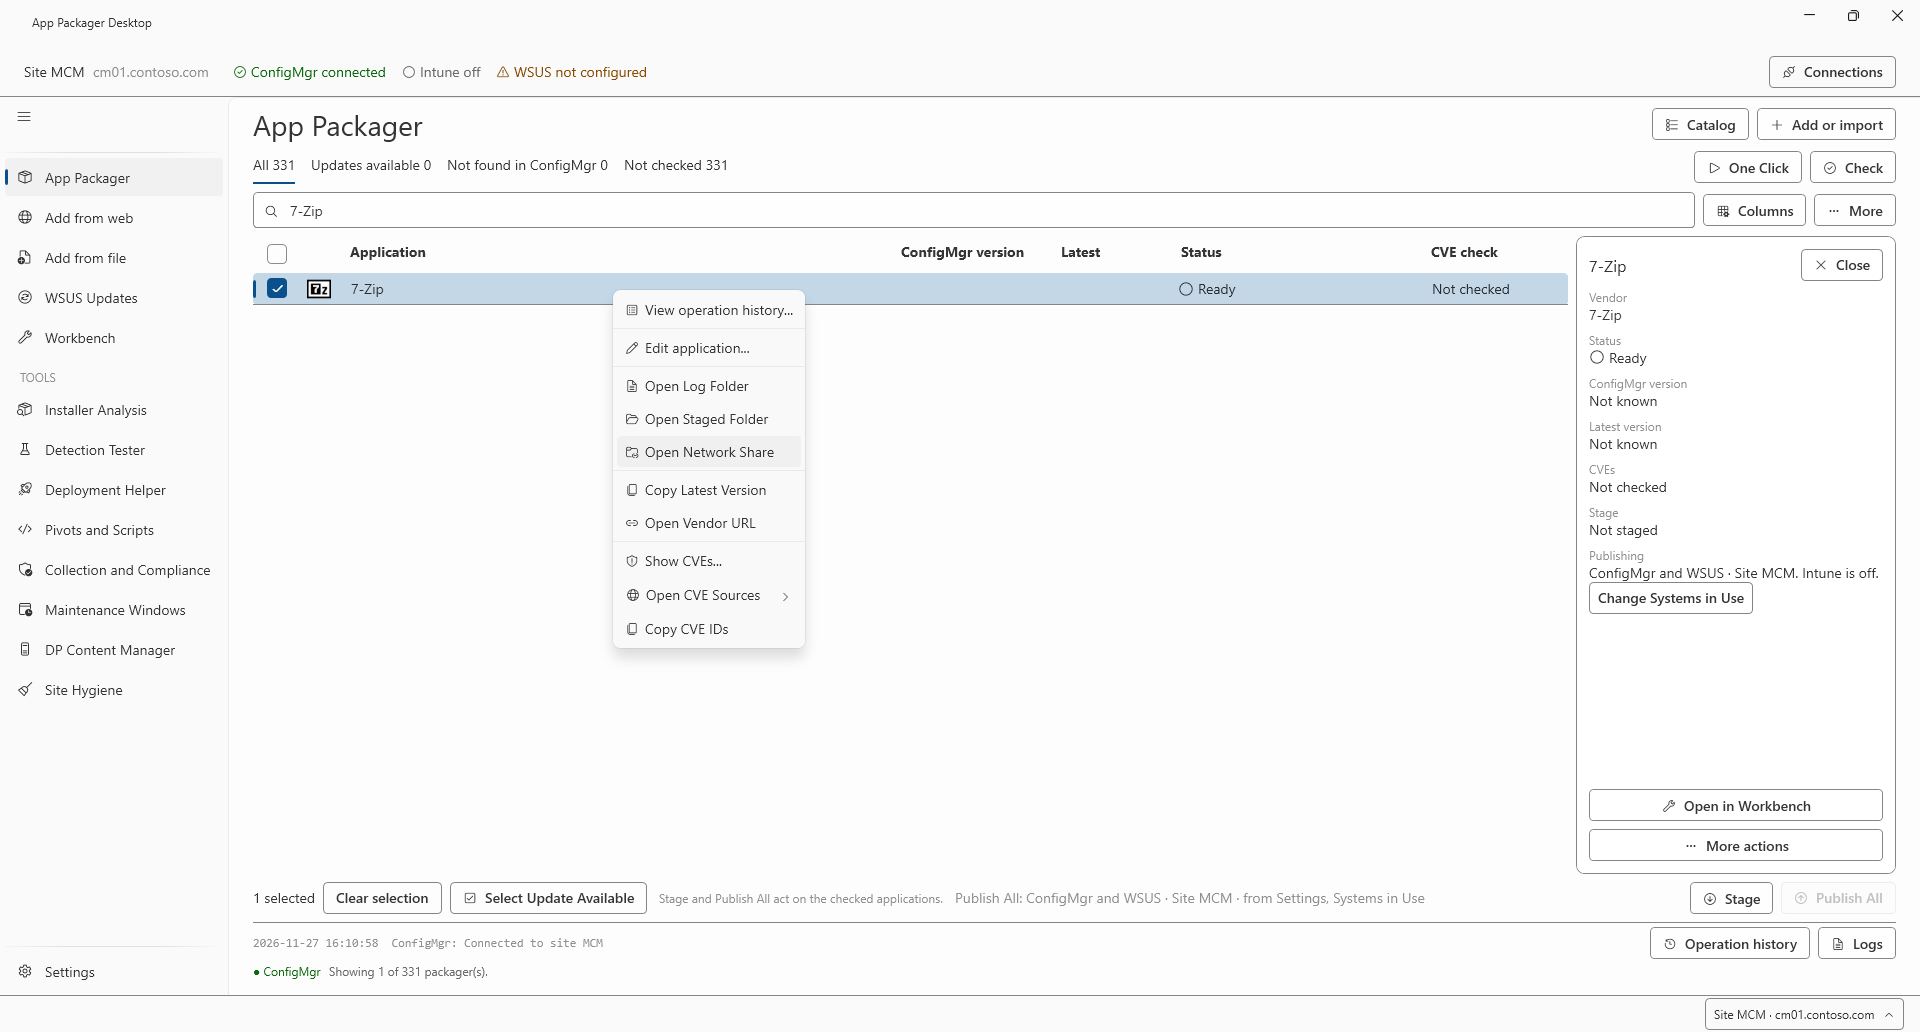 App Packager Desktop
Site MCM cm01.contoso.com ConfigMgr connected Intune off WSUS not configured Connections
App Packager
Catalog Add or import
All 331 Updates available 0 Not found in ConfigMgr 0 Not checked 331
One Click Check
7-Zip
Columns ··· More
Application ConfigMgr version Latest Status CVE check
7z 7-Zip Ready Not checked
App Packager
Add from web
Add from file
WSUS Updates
Workbench
TOOLS
Installer Analysis
Detection Tester
Deployment Helper
Pivots and Scripts
Collection and Compliance
Maintenance Windows
DP Content Manager
Site Hygiene
Settings
View operation history...
Edit application...
Open Log Folder
Open Staged Folder
Open Network Share
Copy Latest Version
Open Vendor URL
Show CVEs...
Open CVE Sources
Copy CVE IDs
7-Zip Close
Vendor
7-Zip
Status
Ready
ConfigMgr version
Not known
Latest version
Not known
CVEs
Not checked
Stage
Not staged
Publishing
ConfigMgr and WSUS · Site MCM. Intune is off.
Change Systems in Use
Open in Workbench
··· More actions
1 selected Clear selection Select Update Available Stage and Publish All act on the checked applications. Publish All: ConfigMgr and WSUS · Site MCM · from Settings, Systems in Use Stage Publish All
2026-11-27 16:10:58 ConfigMgr: Connected to site MCM
Operation history Logs
● ConfigMgr Showing 1 of 331 packager(s).
Site MCM · cm01.contoso.com